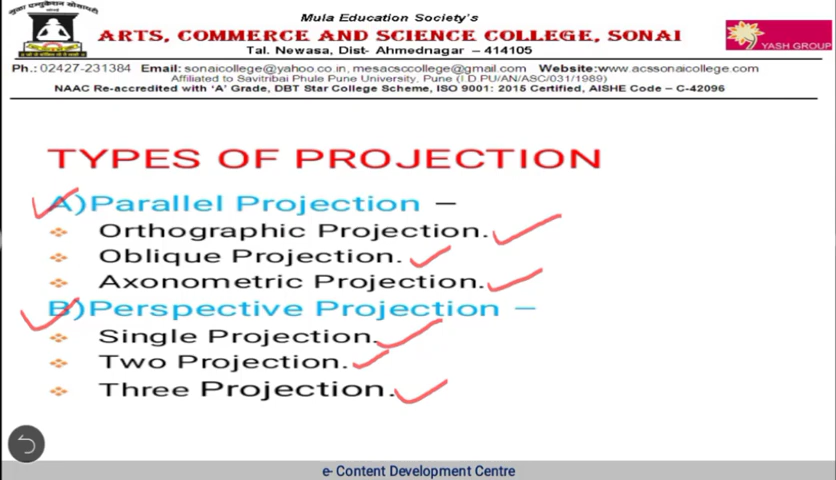 Mula Education Society's
ARTS, COMMERCE AND SCIENCE COLLEGE, SONAI
Tal. Newasa, Dist- Ahmednagar – 414105
YASH GROUP
Ph.: 02427-231384 Email: sonaicollege@yahoo.co.in, mesacsccollege@gmail.com Website:www.acssonaicollege.com
Affiliated to Savitribai Phule Pune University, Pune (I D PU/AN/ASC/031/1989)
NAAC Re-accredited with 'A' Grade, DBT Star College Scheme, ISO 9001: 2015 Certified, AISHE Code – C-42096
TYPES OF PROJECTION
A)Parallel Projection –
Orthographic Projection.
Oblique Projection.
Axonometric Projection.
B)Perspective Projection –
Single Projection.
Two Projection.
Three Projection.
e- Content Development Centre